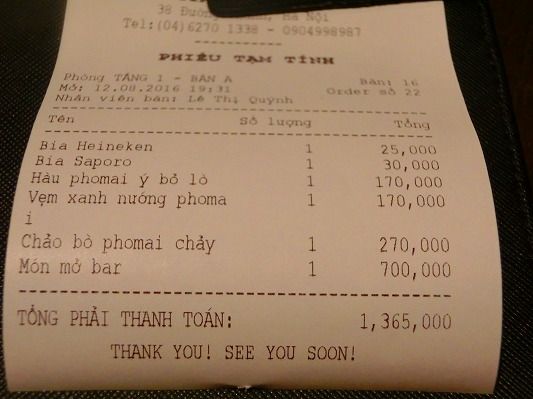 38 Đường Hà Nội
Tel:(04)6270 1338 - 0904998987
PHIẾU TẠM TÍNH
Phòng TẦNG 1 - BÀN A Bàn: 16
Mở: 12.08.2016 19:31 Order số 22
Nhân viên bán: Lê Thị Quỳnh
Tên Số lượng Tổng
Bia Heineken 1 25,000
Bia Saporo 1 30,000
Hàu phomai ý bỏ lò 1 170,000
Vẹm xanh nướng phoma 1 170,000
i
Chảo bò phomai chảy 1 270,000
Món mở bar 1 700,000
TỔNG PHẢI THANH TOÁN: 1,365,000
THANK YOU! SEE YOU SOON!